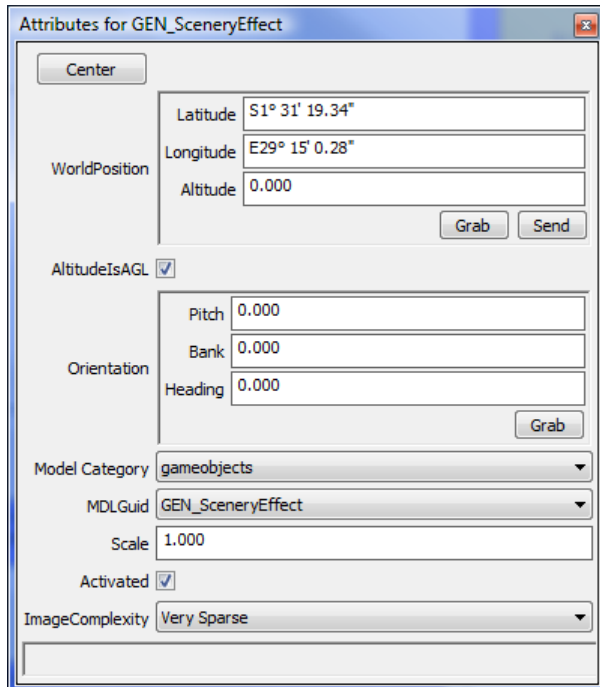 Attributes for GEN_SceneryEffect
Center
WorldPosition
Latitude S1° 31' 19.34"
Longitude E29° 15' 0.28"
Altitude 0.000
Grab Send
AltitudeIsAGL
Orientation
Pitch 0.000
Bank 0.000
Heading 0.000
Grab
Model Category gameobjects
MDLGuid GEN_SceneryEffect
Scale 1.000
Activated
ImageComplexity Very Sparse